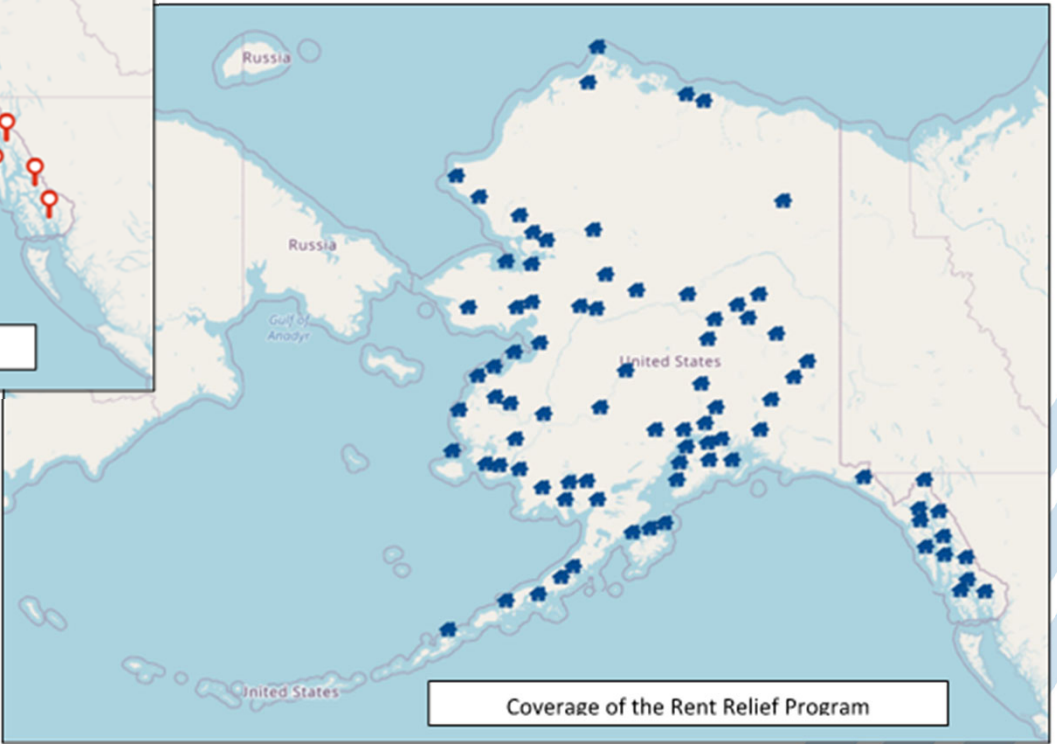 Russia
Russia
Gulf of
Anadyr
United States
United States
Coverage of the Rent Relief Program